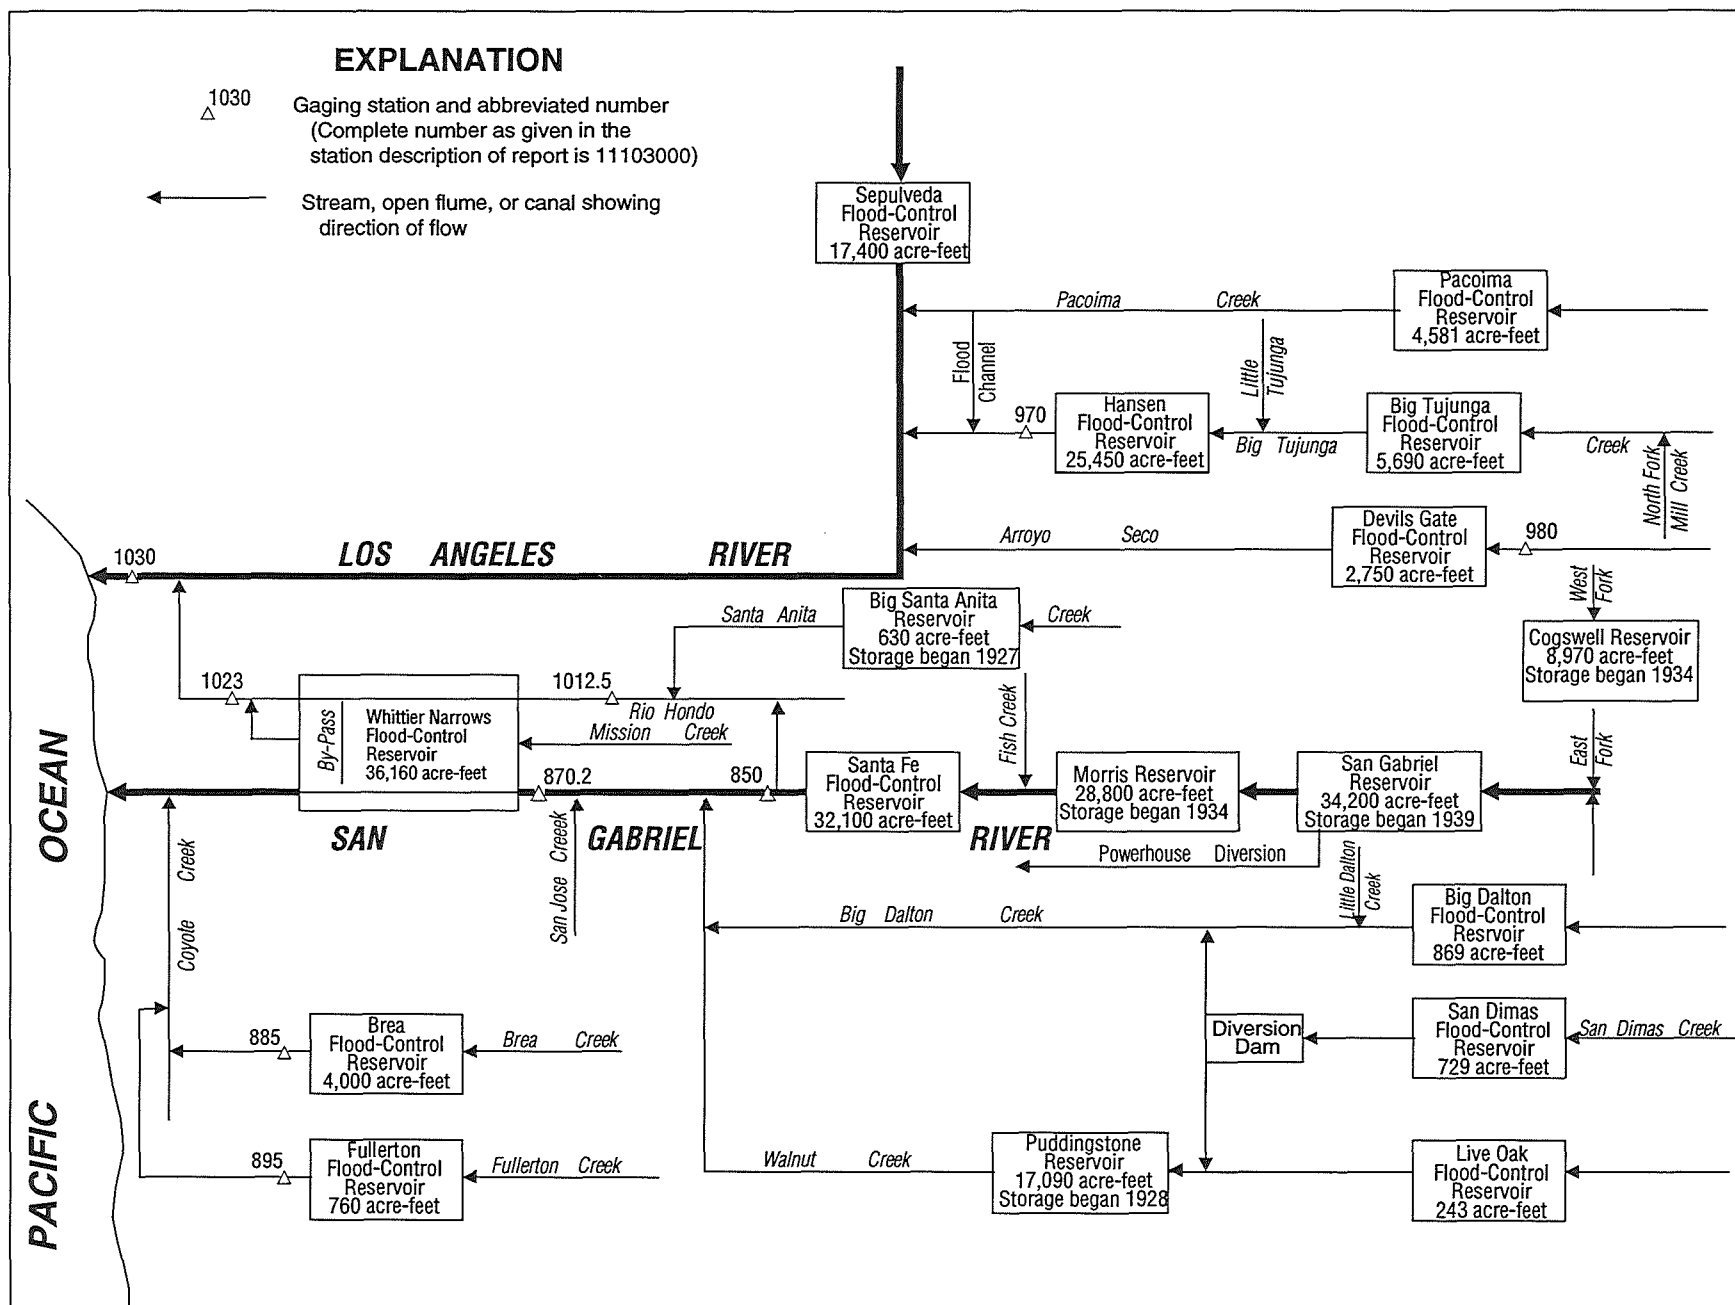 EXPLANATION
1030
Gaging station and abbreviated number
(Complete number as given in the
station description of report is 11103000)
Stream, open flume, or canal showing
direction of flow
Sepulveda
Flood-Control
Reservoir
17,400 acre-feet
Pacoima Creek
Pacoima
Flood-Control
Reservoir
4,581 acre-feet
Flood
Channel
Little
Tujunga
970
Hansen
Flood-Control
Reservoir
25,450 acre-feet
Big Tujunga
Big Tujunga
Flood-Control
Reservoir
5,690 acre-feet
Creek
North Fork
Mill Creek
Arroyo Seco
Devils Gate
Flood-Control
Reservoir
2,750 acre-feet
980
1030
LOS ANGELES RIVER
West
Fork
Santa Anita
Big Santa Anita
Reservoir
630 acre-feet
Storage began 1927
Creek
Cogswell Reservoir
8,970 acre-feet
Storage began 1934
1023
1012.5
Rio Hondo
Mission Creek
By-Pass
Whittier Narrows
Flood-Control
Reservoir
36,160 acre-feet
Fish Creek
East
Fork
870.2
850
Santa Fe
Flood-Control
Reservoir
32,100 acre-feet
Morris Reservoir
28,800 acre-feet
Storage began 1934
San Gabriel
Reservoir
34,200 acre-feet
Storage began 1939
SAN GABRIEL RIVER
Powerhouse Diversion
Coyote Creek
San Jose Creeek
Little Dalton
Creek
Big Dalton Creek
Big Dalton
Flood-Control
Resrvoir
869 acre-feet
885
Brea
Flood-Control
Reservoir
4,000 acre-feet
Brea Creek
Diversion
Dam
San Dimas
Flood-Control
Reservoir
729 acre-feet
San Dimas Creek
895
Fullerton
Flood-Control
Reservoir
760 acre-feet
Fullerton Creek
Walnut Creek
Puddingstone
Reservoir
17,090 acre-feet
Storage began 1928
Live Oak
Flood-Control
Reservoir
243 acre-feet
PACIFIC OCEAN